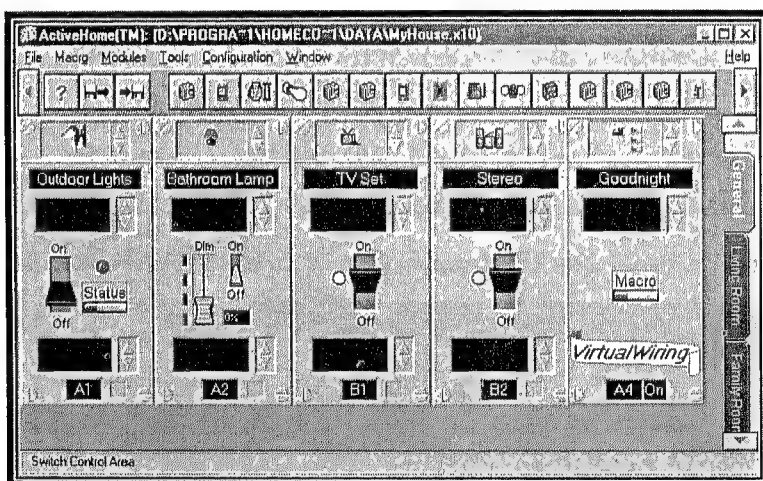 ActiveHome(TM): (D:\PROGRA~1\HOMECO~1\DATA\MyHouse.x10)
File Macro Modules Tools Configuration Window Help
?
General
Outdoor Lights Bathroom Lamp TV Set Stereo Goodnight
On Dim On On On
Status Off Macro
Off 0% Off Off
Living Room
VirtualWiring
Family Room
A1 A2 B1 B2 A4 On
Switch Control Area